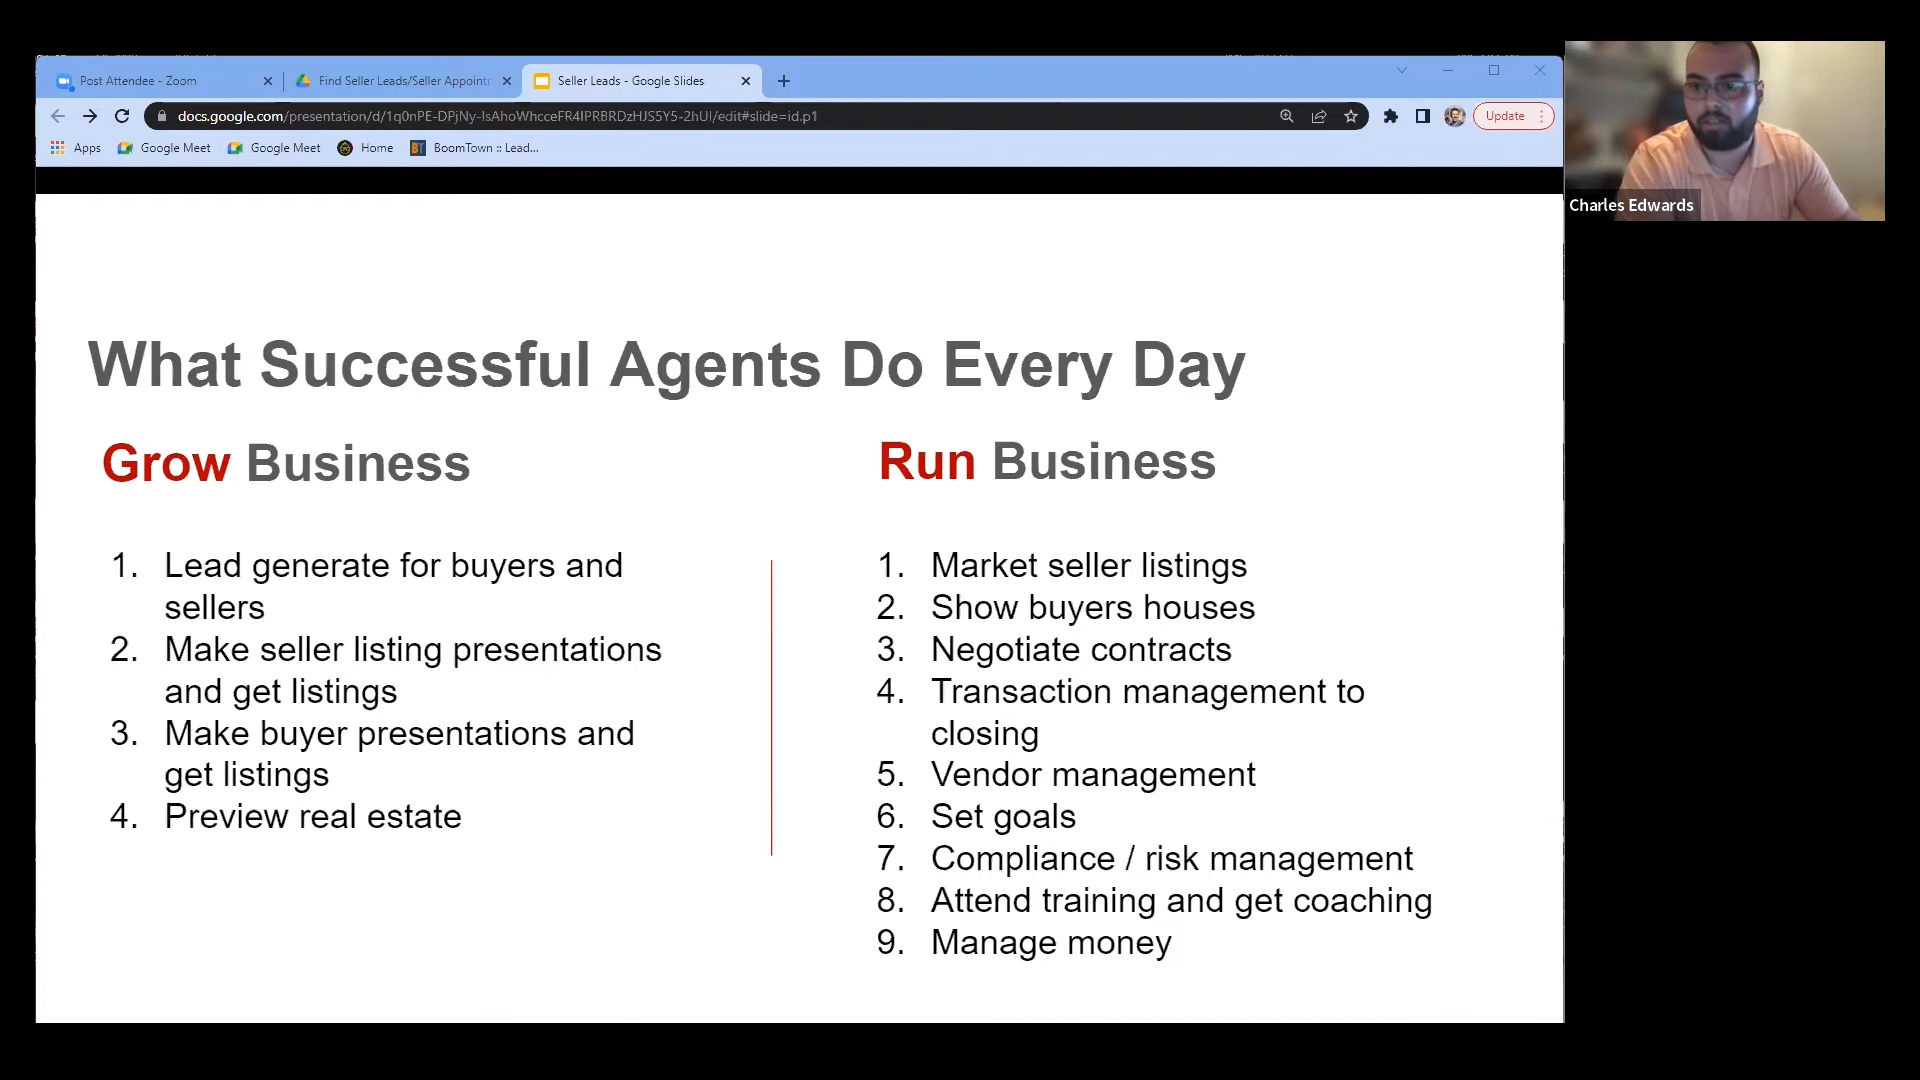 Post Attendee - Zoom
Find Seller Leads/Seller Appointr
Seller Leads - Google Slides
docs.google.com/presentation/d/1q0nPE-DPjNy-IsAhoWhcceFR4IPRBRDzHJS5Y5-2hUI/edit#slide=id.p1
Update
Apps
Google Meet
Google Meet
Home
BT
BoomTown :: Lead...
Charles Edwards
What Successful Agents Do Every Day
Grow Business
1. Lead generate for buyers and
sellers
2. Make seller listing presentations
and get listings
3. Make buyer presentations and
get listings
4. Preview real estate
Run Business
1. Market seller listings
2. Show buyers houses
3. Negotiate contracts
4. Transaction management to
closing
5. Vendor management
6. Set goals
7. Compliance / risk management
8. Attend training and get coaching
9. Manage money